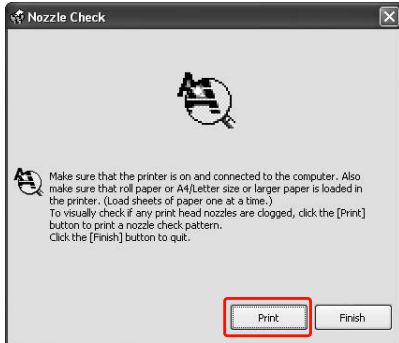 Nozzle Check
Make sure that the printer is on and connected to the computer. Also
make sure that roll paper or A4/Letter size or larger paper is loaded in
the printer. (Load sheets of paper one at a time.)
To visually check if any print head nozzles are clogged, click the [Print]
button to print a nozzle check pattern.
Click the [Finish] button to quit.
Print Finish